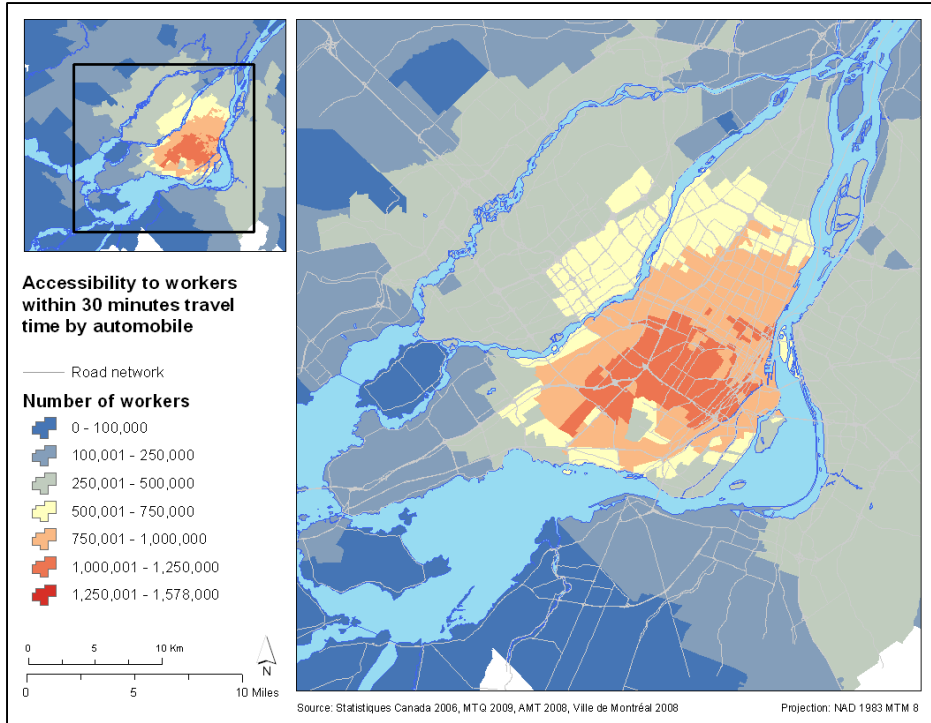 Accessibility to workers
within 30 minutes travel
time by automobile
Road network
Number of workers
0 - 100,000
100,001 - 250,000
250,001 - 500,000
500,001 - 750,000
750,001 - 1,000,000
1,000,001 - 1,250,000
1,250,001 - 1,578,000
0 5 10 Km
N
0 5 10 Miles
Source: Statistiques Canada 2006, MTQ 2009, AMT 2008, Ville de Montréal 2008
Projection: NAD 1983 MTM 8